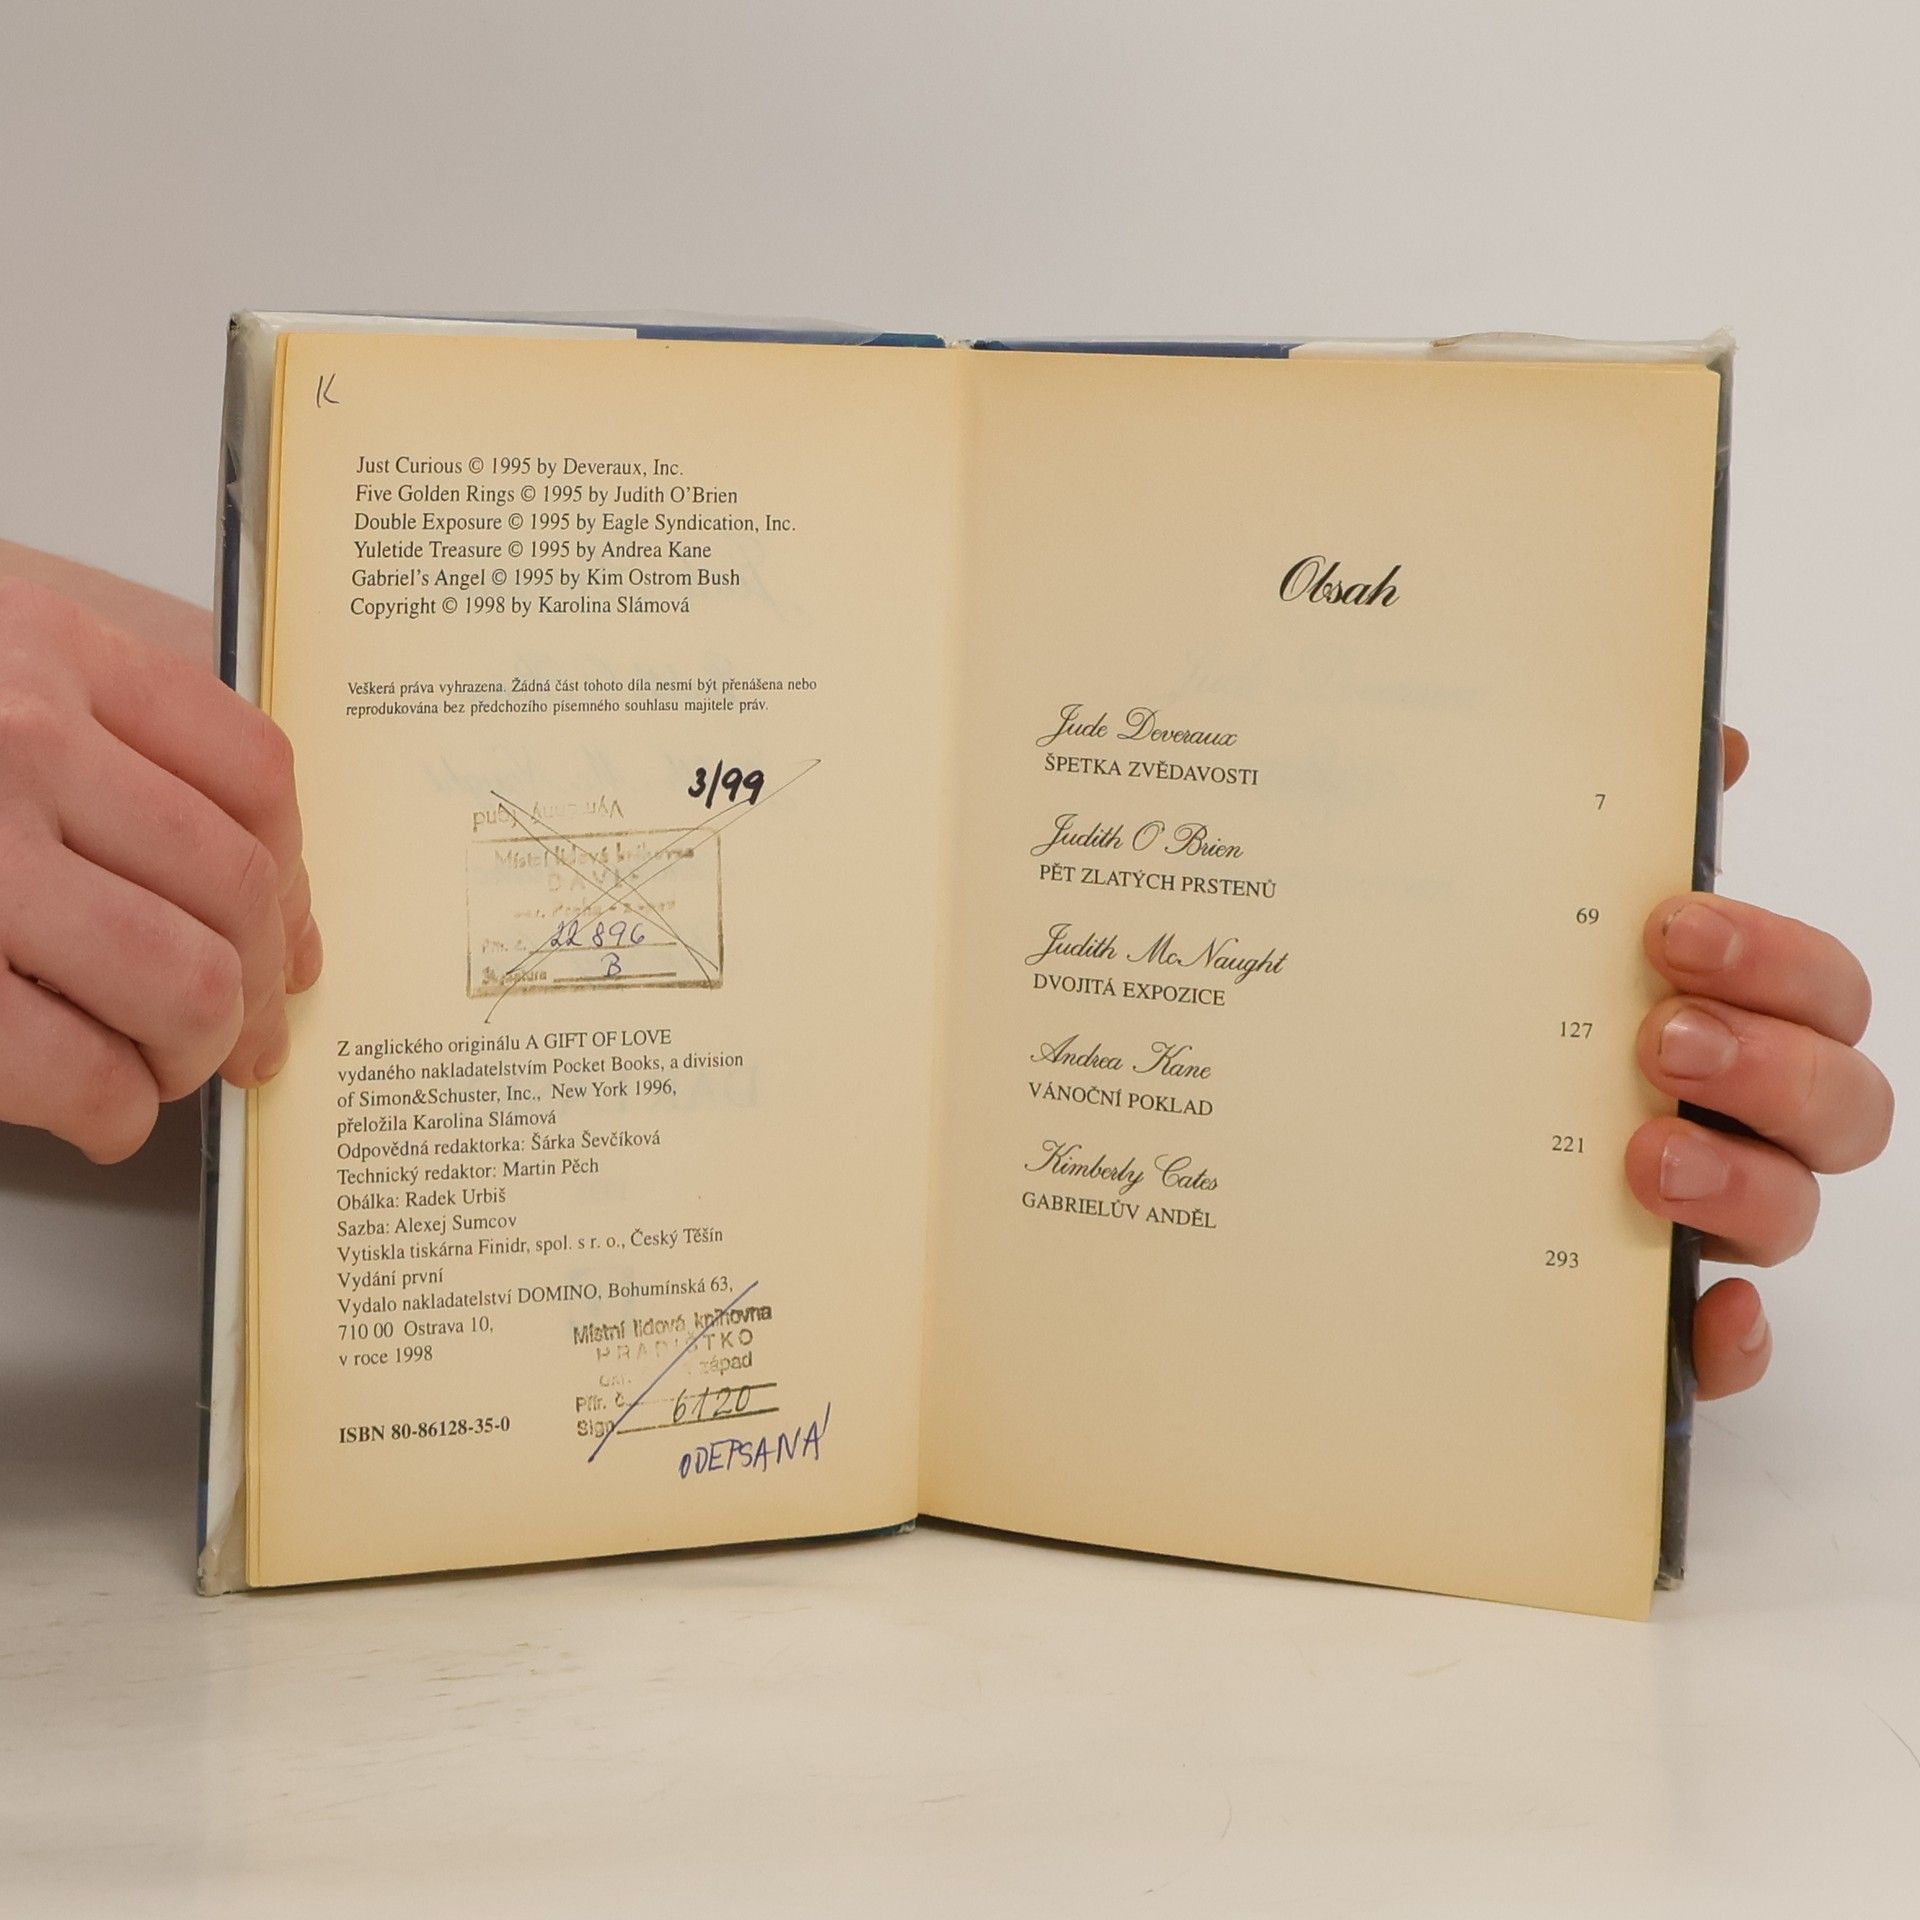 K
Just Curious © 1995 by Deveraux, Inc.
Five Golden Rings © 1995 by Judith O'Brien
Double Exposure © 1995 by Eagle Syndication, Inc.
Yuletide Treasure © 1995 by Andrea Kane
Gabriel's Angel © 1995 by Kim Ostrom Bush
Copyright © 1998 by Karolina Slámová
Veškerá práva vyhrazena. Žádná část tohoto díla nesmí být přenášena nebo
reprodukována bez předchozího písemného souhlasu majitele práv.
3/99
fond
Místní lidová knihovna
22 896
B
Z anglického originálu A GIFT OF LOVE
vydaného nakladatelstvím Pocket Books, a division
of Simon&Schuster, Inc., New York 1996,
přeložila Karolina Slámová
Odpovědná redaktorka: Šárka Ševčíková
Technický redaktor: Martin Pěch
Obálka: Radek Urbiš
Sazba: Alexej Sumcov
Vytiskla tiskárna Finidr, spol. s r. o., Český Těšín
Vydání první
Vydalo nakladatelství DOMINO, Bohumínská 63,
710 00 Ostrava 10,
v roce 1998
Místní lidová knihovna
HRADIŠTKO
západ
Přír. č. 6120
Sign.
ISBN 80-86128-35-0
ODEPSANÁ
Obsah
Jude Deveraux
ŠPETKA ZVĚDAVOSTI
7
Judith O'Brien
PĚT ZLATÝCH PRSTENŮ
69
Judith McNaught
DVOJITÁ EXPOZICE
127
Andrea Kane
VÁNOČNÍ POKLAD
221
Kimberly Cates
GABRIELŮV ANDĚL
293